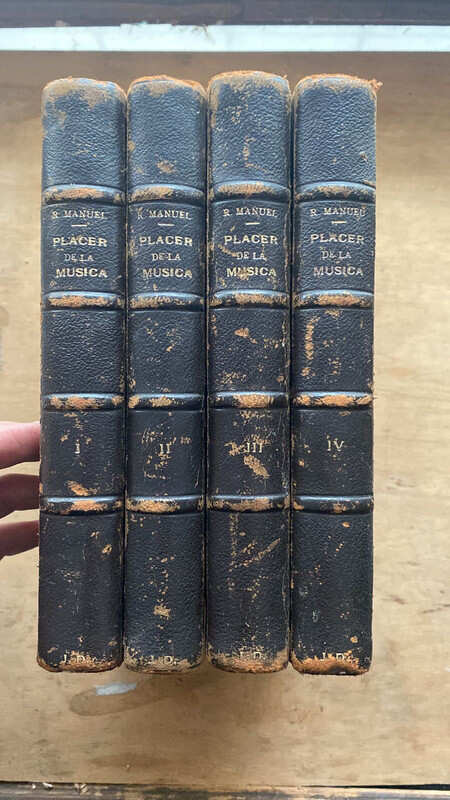 R. MANUEL
PLACER
DE LA
MUSICA
I
J.D.
R. MANUEL
PLACER
DE LA
MUSICA
II
J.D.
R. MANUEL
PLACER
DE LA
MUSICA
III
J.D.
R. MANUEL
PLACER
DE LA
MUSICA
IV
J.D.